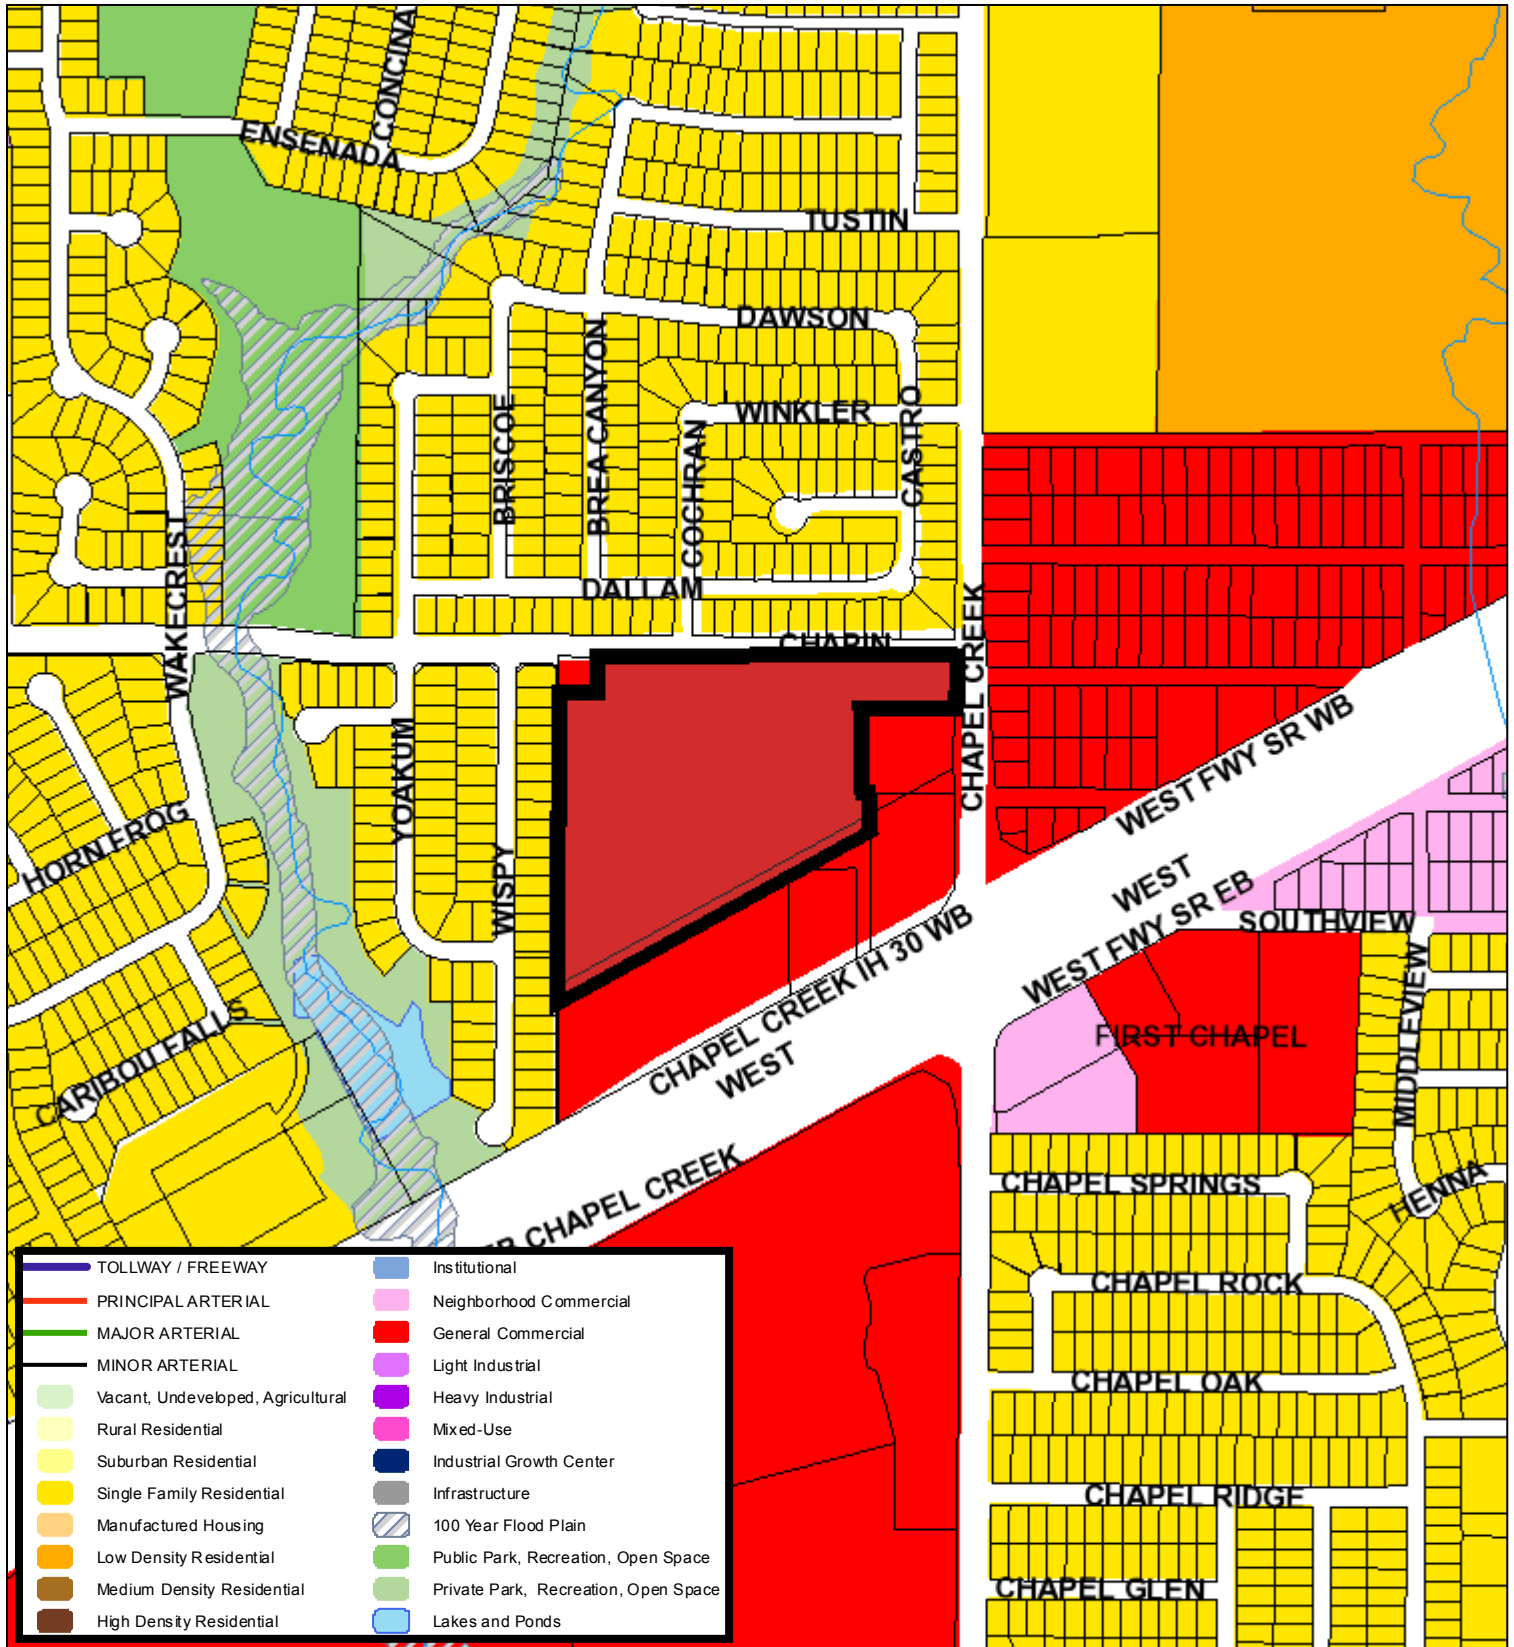 CONCINA
ENSENADA
TUSTIN
DAWSON
BREA CANYON
BRISCOE
WINKLER
CASTRO
COCHRAN
WAKECREST
DALLAM
CHAPIN
CHAPEL CREEK
YOAKUM
WEST FWY SR WB
HORN FROG
WISPY
WEST
WEST FWY SR EB
SOUTHVIEW
CHAPEL CREEK IH 30 WB
WEST
MIDDLEVIEW
FIRST CHAPEL
CARIBOU FALLS
CHAPEL CREEK
CHAPEL SPRINGS
HENNA
CHAPEL ROCK
CHAPEL OAK
CHAPEL RIDGE
CHAPEL GLEN
TOLLWAY / FREEWAY
PRINCIPAL ARTERIAL
MAJOR ARTERIAL
MINOR ARTERIAL
Vacant, Undeveloped, Agricultural
Rural Residential
Suburban Residential
Single Family Residential
Manufactured Housing
Low Density Residential
Medium Density Residential
High Density Residential
Institutional
Neighborhood Commercial
General Commercial
Light Industrial
Heavy Industrial
Mixed-Use
Industrial Growth Center
Infrastructure
100 Year Flood Plain
Public Park, Recreation, Open Space
Private Park, Recreation, Open Space
Lakes and Ponds